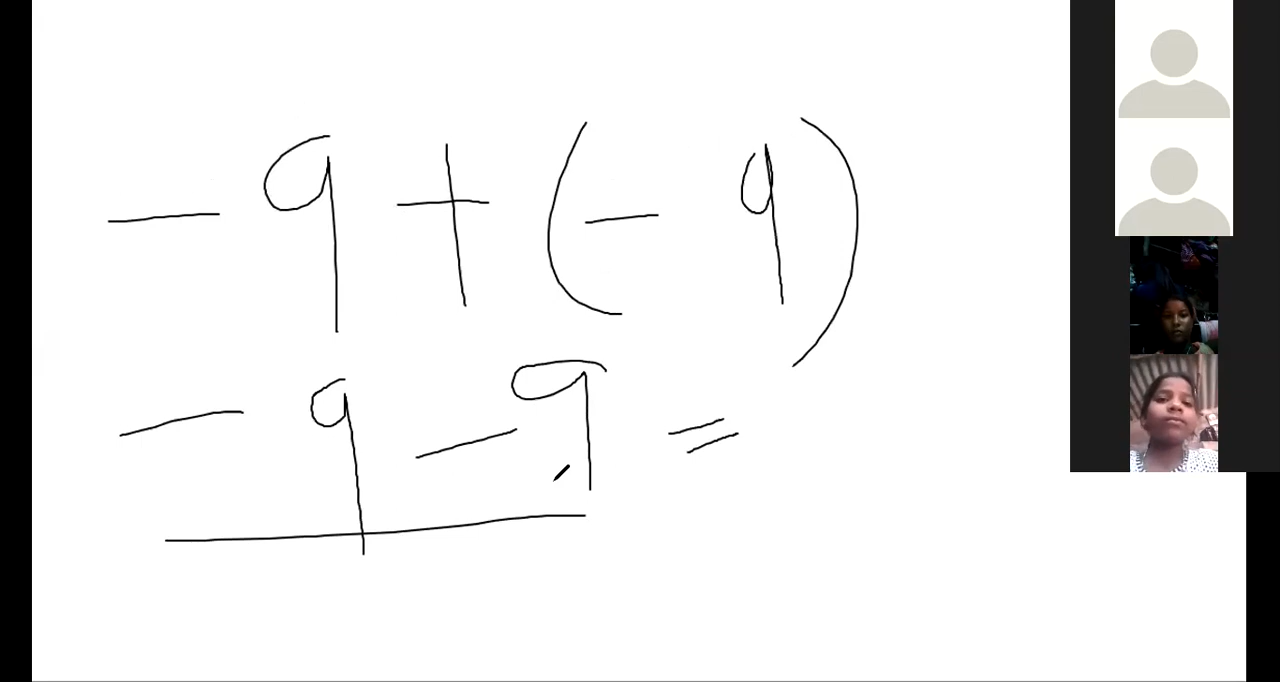 - 9 + (- 9)
- 9 - 9 =